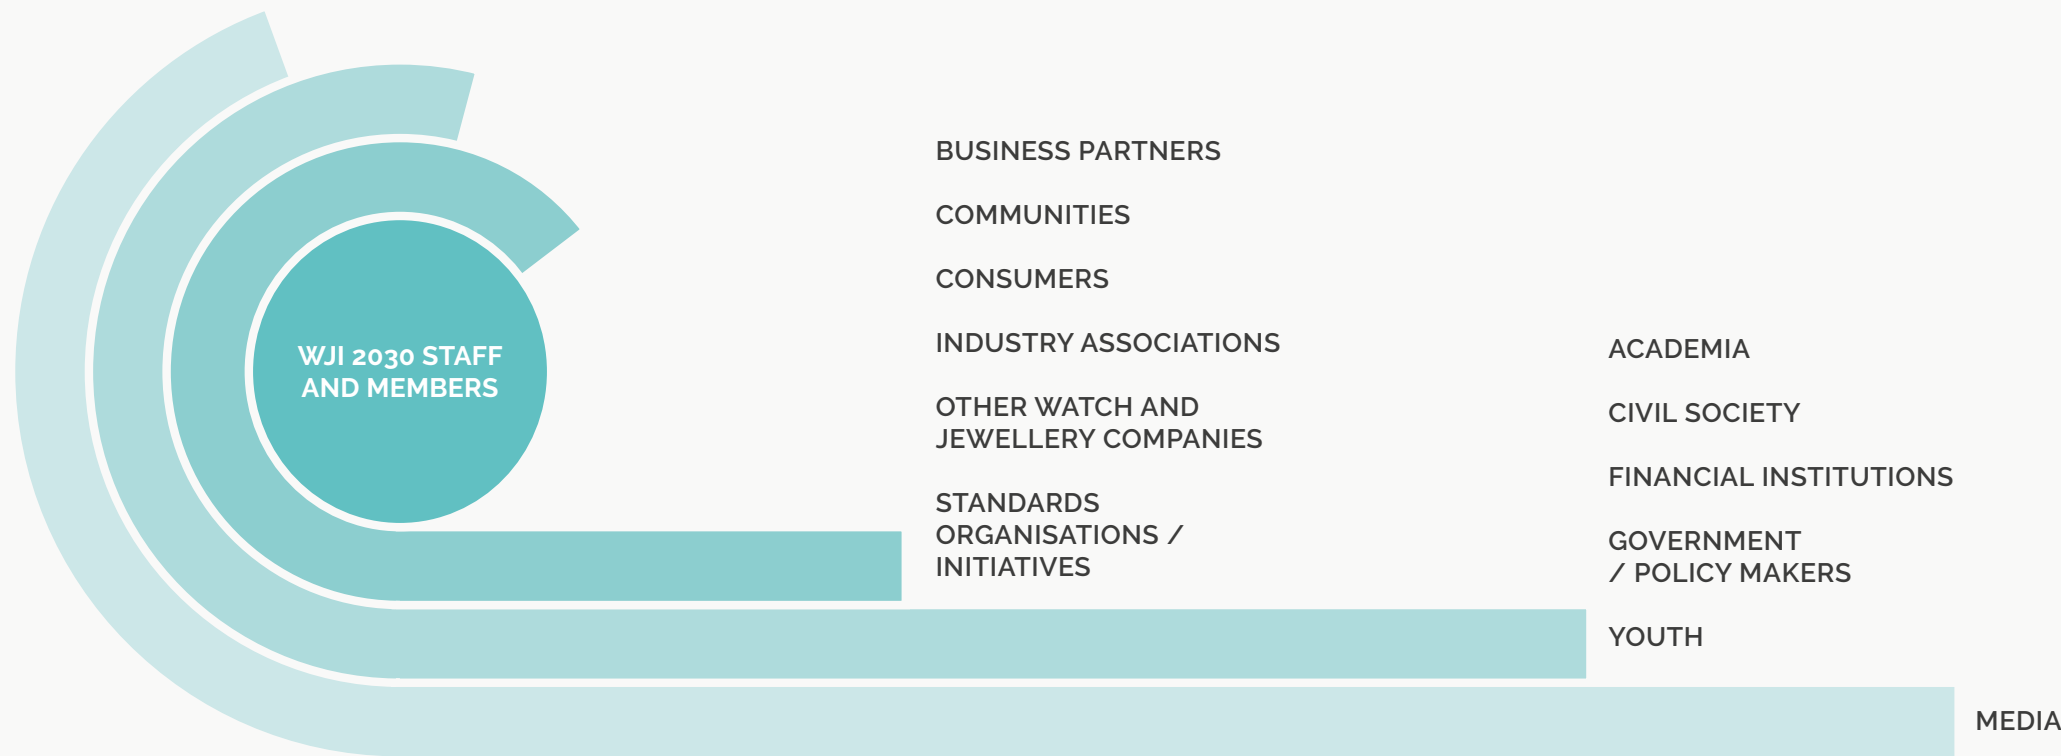 WJI 2030 STAFF
AND MEMBERS
BUSINESS PARTNERS
COMMUNITIES
CONSUMERS
INDUSTRY ASSOCIATIONS
OTHER WATCH AND
JEWELLERY COMPANIES
STANDARDS
ORGANISATIONS /
INITIATIVES
ACADEMIA
CIVIL SOCIETY
FINANCIAL INSTITUTIONS
GOVERNMENT
/ POLICY MAKERS
YOUTH
MEDIA